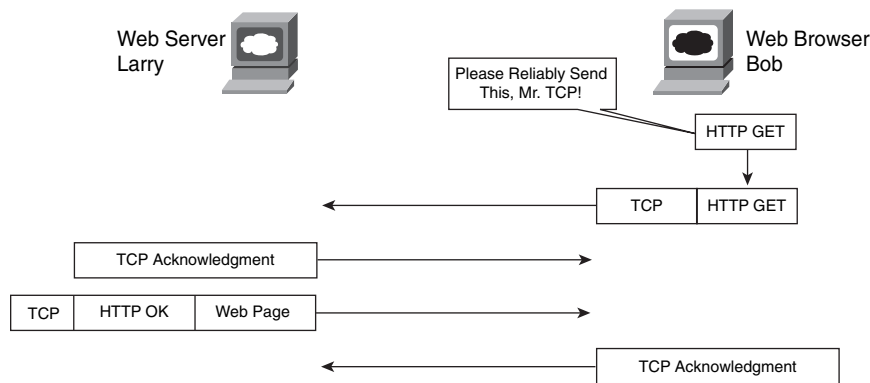 Web Server
Larry
Web Browser
Bob
Please Reliably Send
This, Mr. TCP!
HTTP GET
TCP
HTTP GET
TCP Acknowledgment
TCP
HTTP OK
Web Page
TCP Acknowledgment